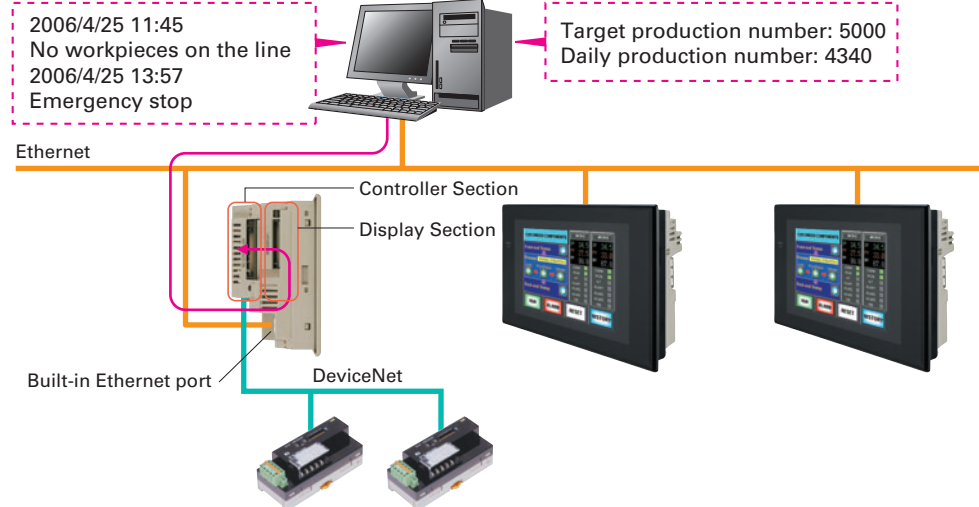 2006/4/25 11:45
No workpieces on the line
2006/4/25 13:57
Emergency stop
Target production number: 5000
Daily production number: 4340
Ethernet
Controller Section
Display Section
Built-in Ethernet port
DeviceNet
RESET